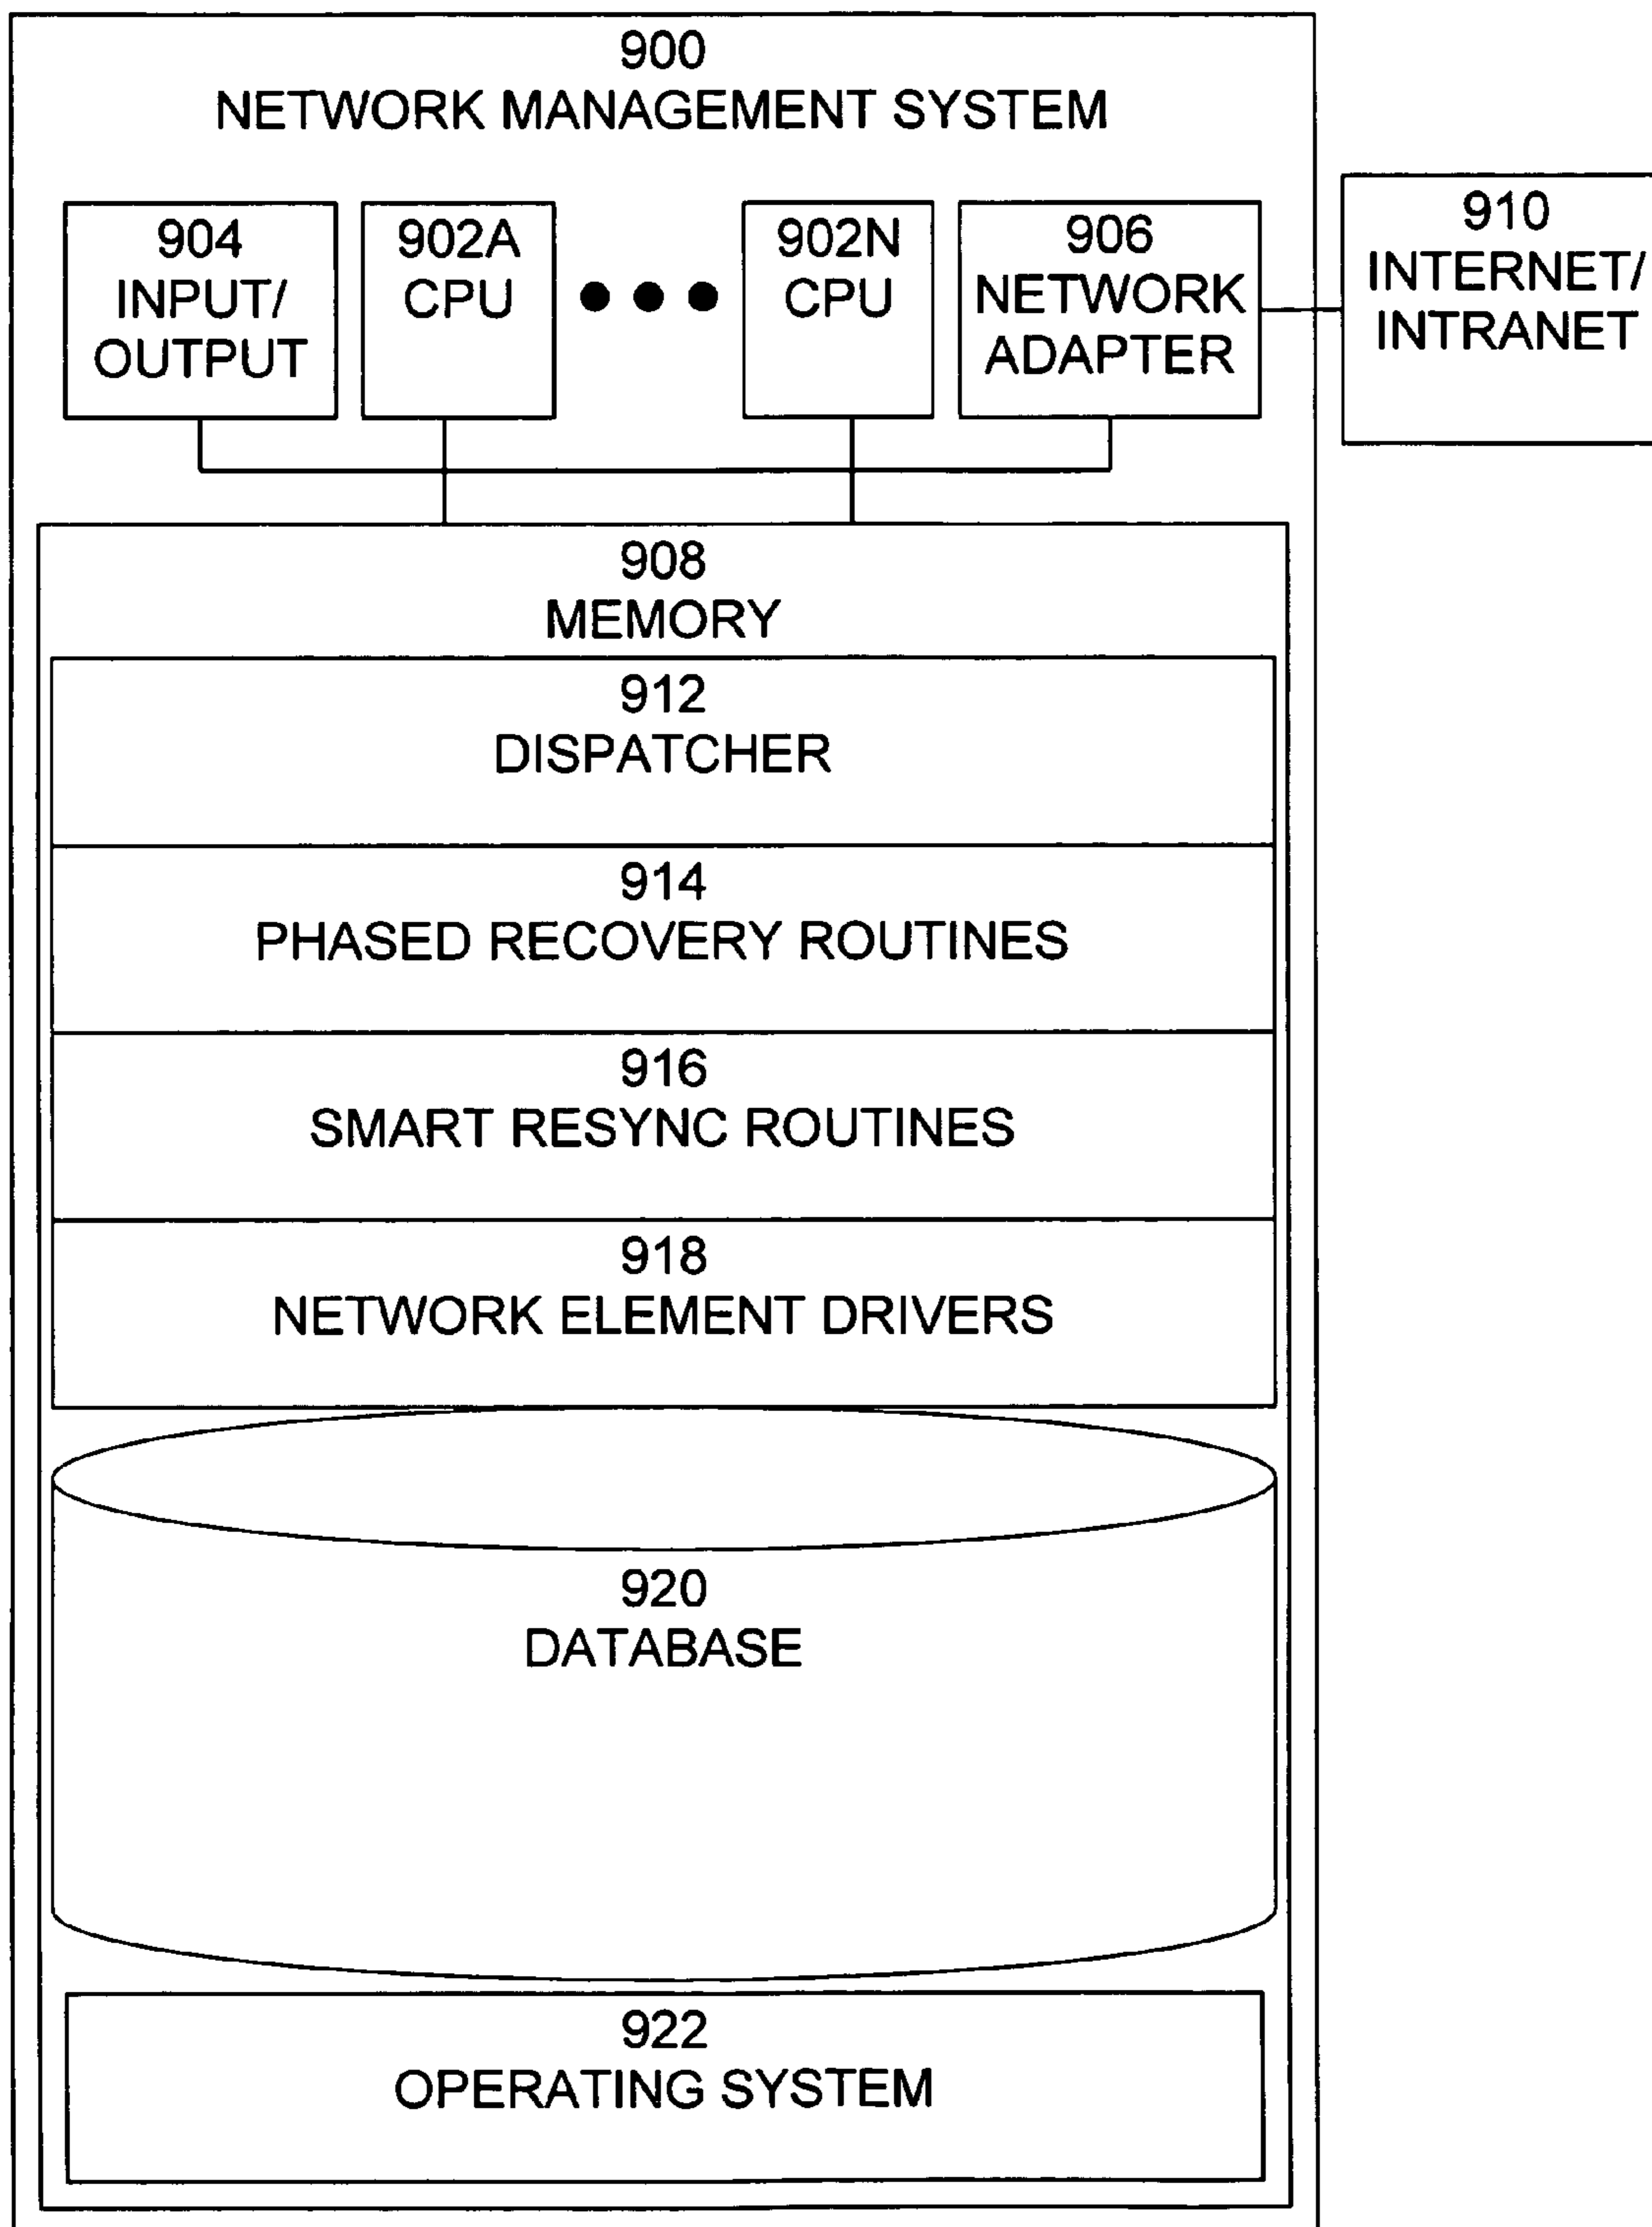 900
NETWORK MANAGEMENT SYSTEM
904
INPUT/
OUTPUT
902A
CPU
902N
CPU
906
NETWORK
ADAPTER
910
INTERNET/
INTRANET
908
MEMORY
912
DISPATCHER
914
PHASED RECOVERY ROUTINES
916
SMART RESYNC ROUTINES
918
NETWORK ELEMENT DRIVERS
920
DATABASE
922
OPERATING SYSTEM